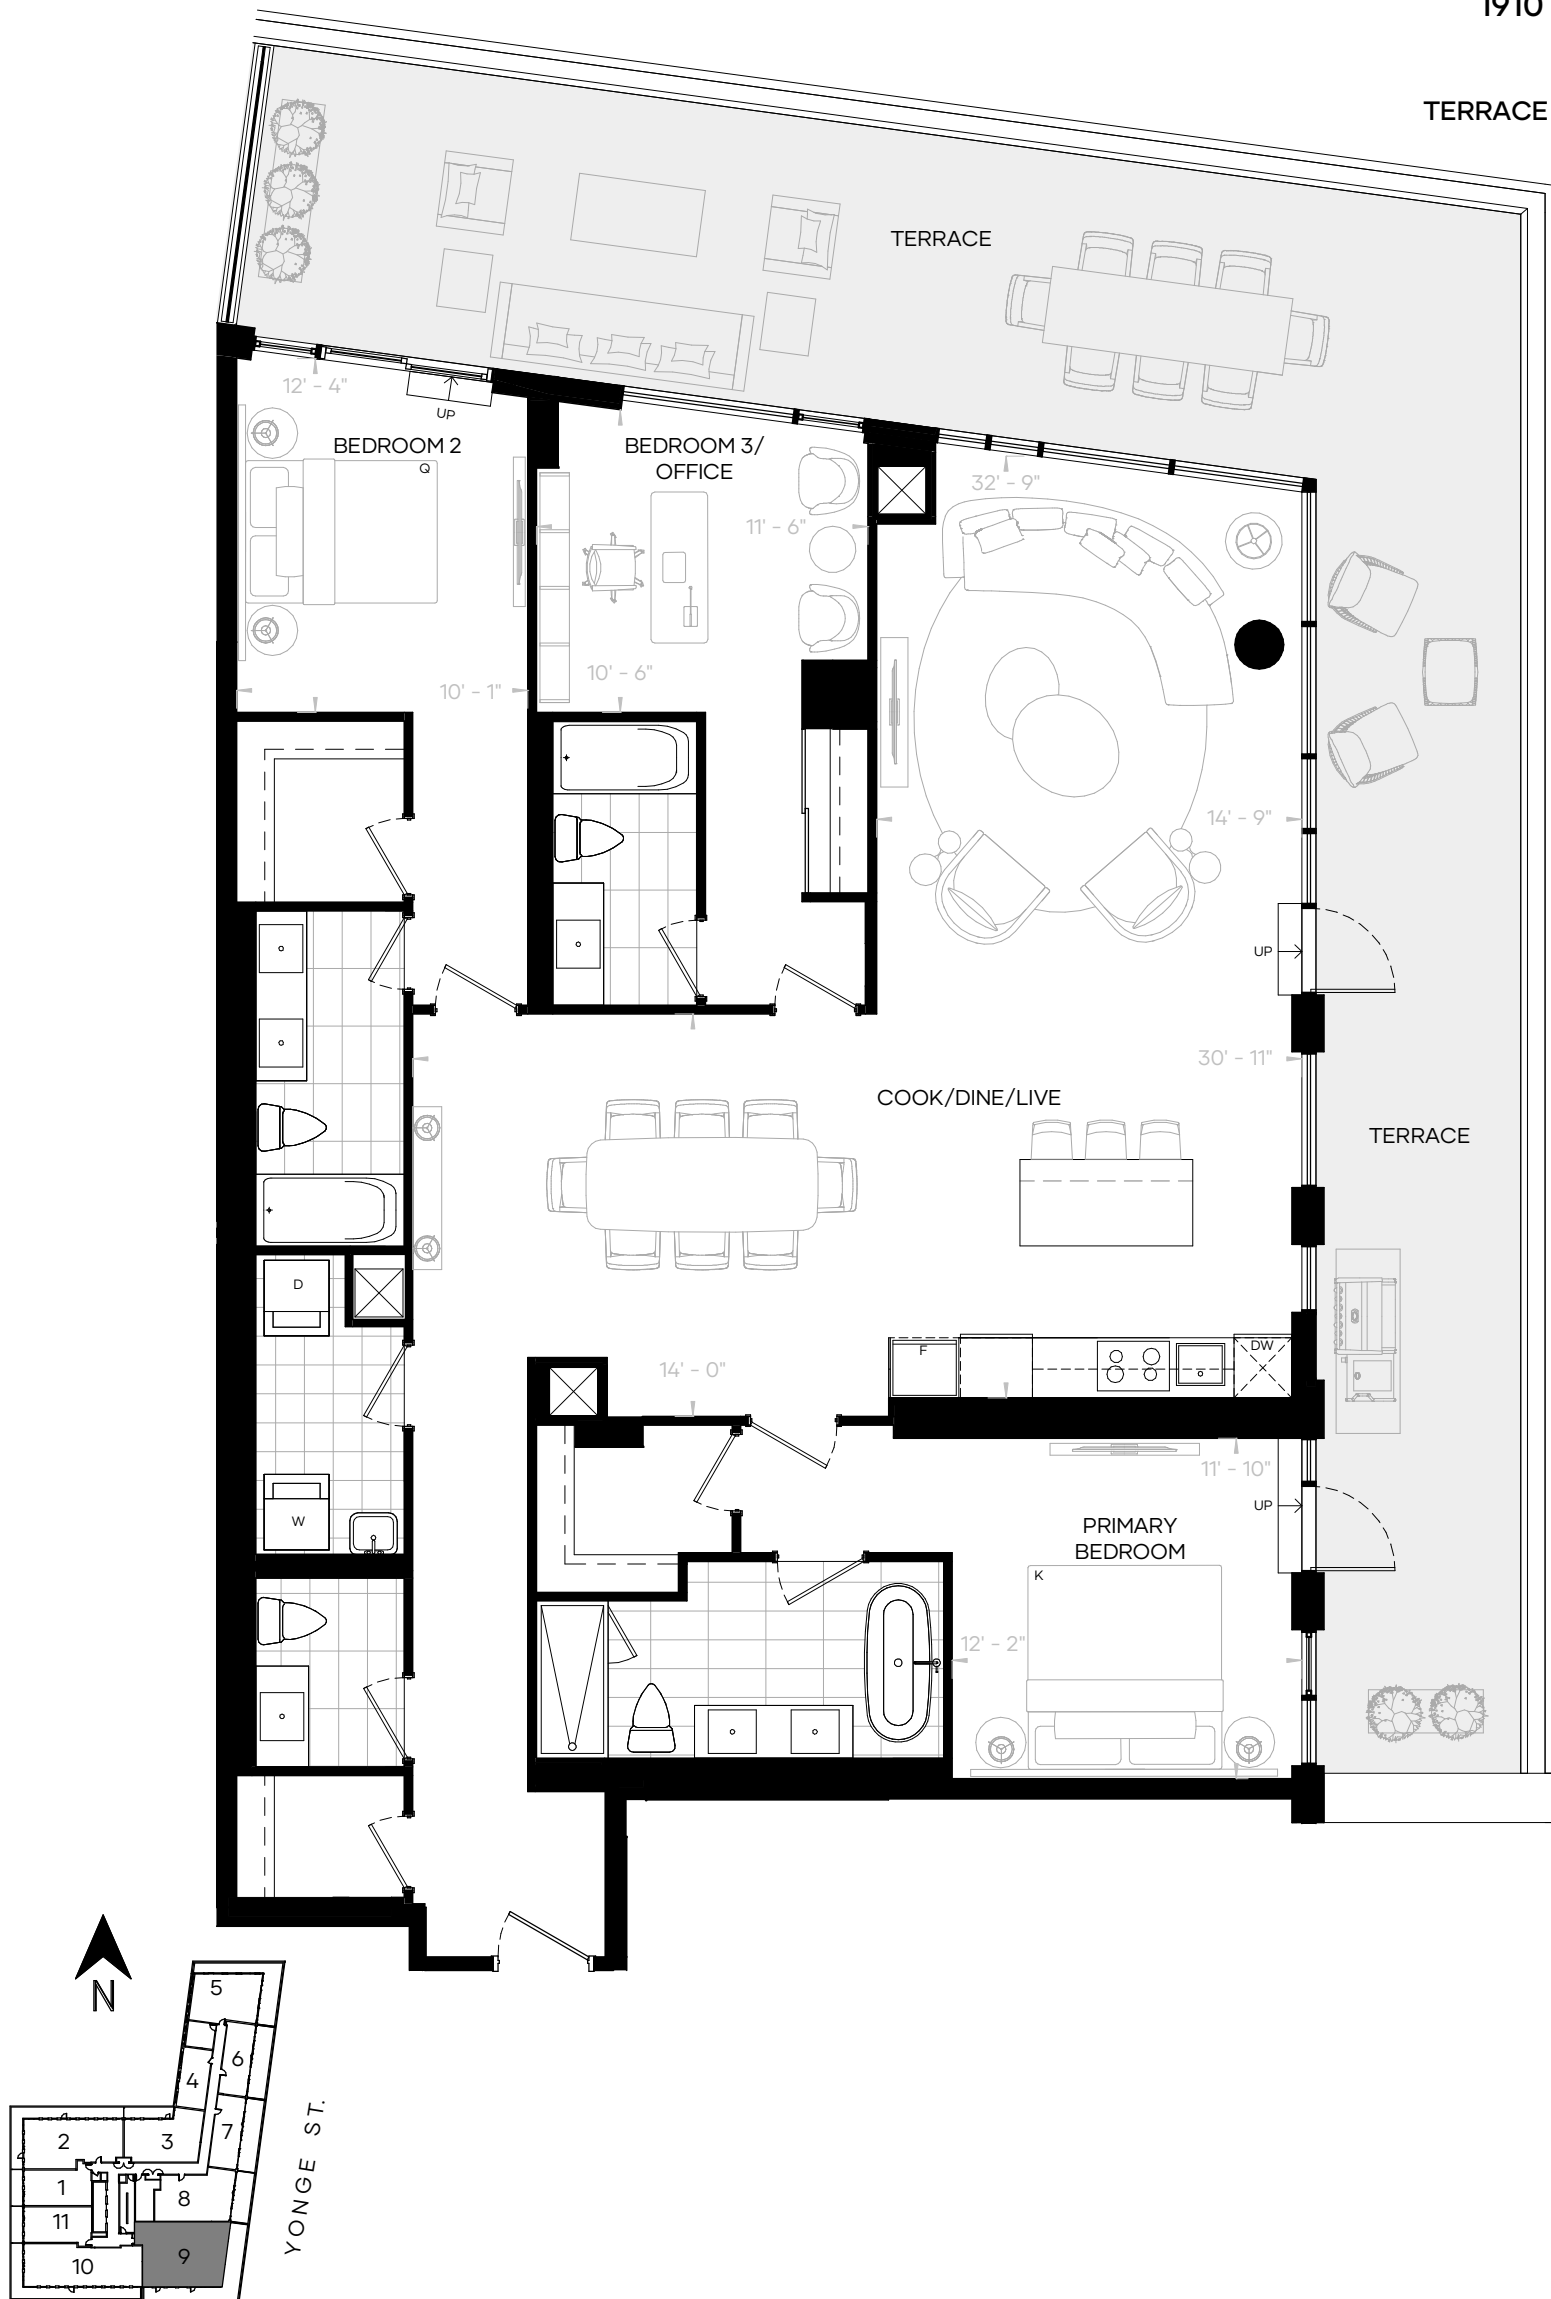 1910
TERRACE
TERRACE
12' - 4"
UP
BEDROOM 2
Q
BEDROOM 3/
OFFICE
32' - 9"
11' - 6"
10' - 6"
10' - 1"
14' - 9"
UP
30' - 11"
COOK/DINE/LIVE
TERRACE
D
F
DW
14' - 0"
11' - 10"
UP
W
PRIMARY
BEDROOM
K
12' - 2"
N
5
6
4
7
2
3
1
8
11
9
10
YONGE ST.